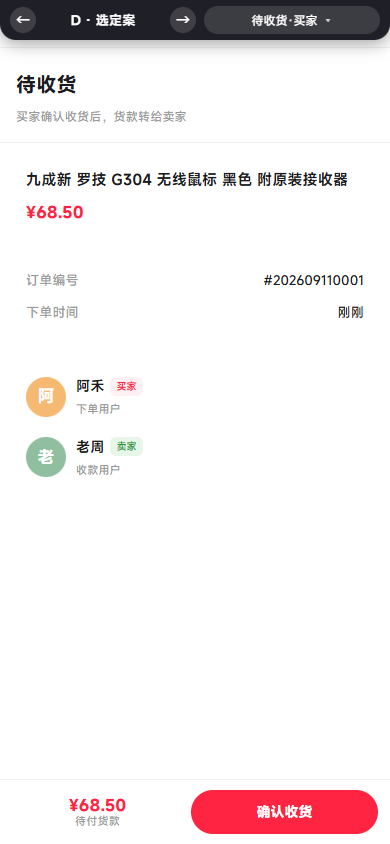 ← D · 选定案 → 待收货·买家
待收货
买家确认收货后，货款转给卖家
九成新 罗技 G304 无线鼠标 黑色 附原装接收器
¥68.50
订单编号 #202609110001
下单时间 刚刚
阿 阿禾 买家
下单用户
老 老周 卖家
收款用户
¥68.50
待付货款
确认收货